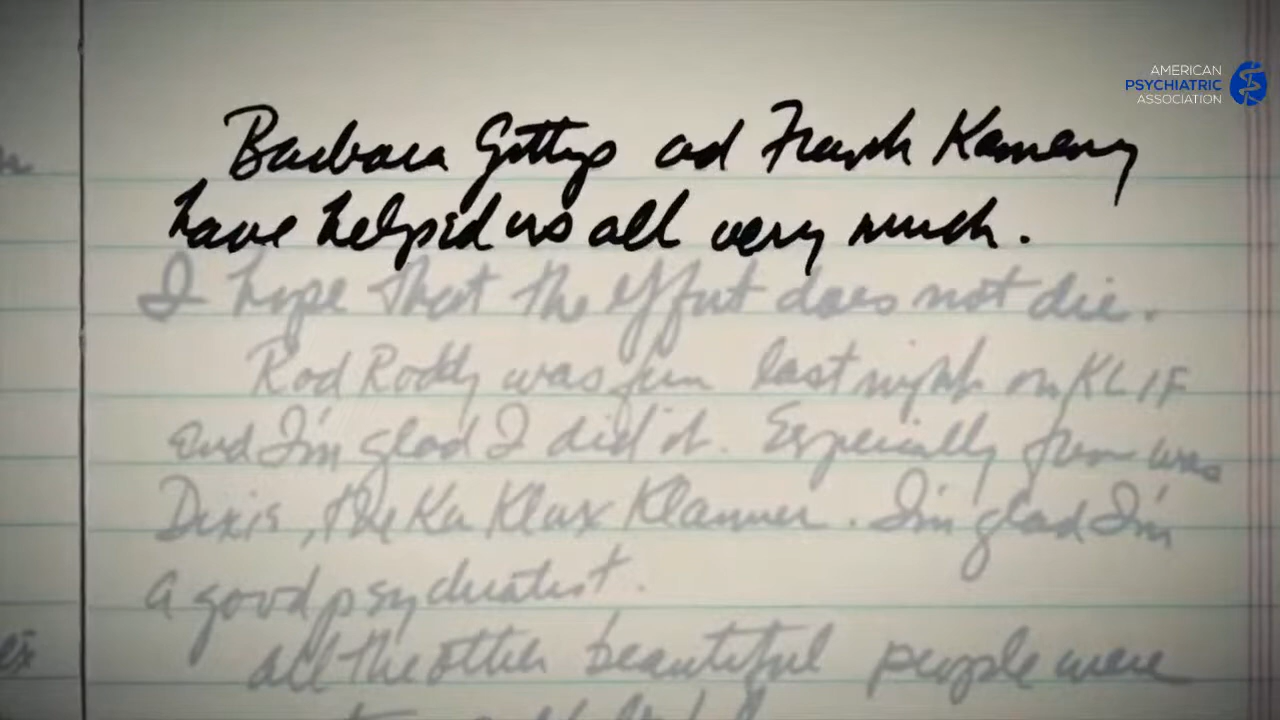 AMERICAN
PSYCHIATRIC
ASSOCIATION
Barbara Gittings and Frank Kameny
have helped us all very much.
I hope that the effort does not die.
Rod Roddy was fun last night on KLIF
and I'm glad I did it. Especially fun was
Dixie, the Ku Klux Klanner. I'm glad I'm
a good psychiatrist.
all the other beautiful people were